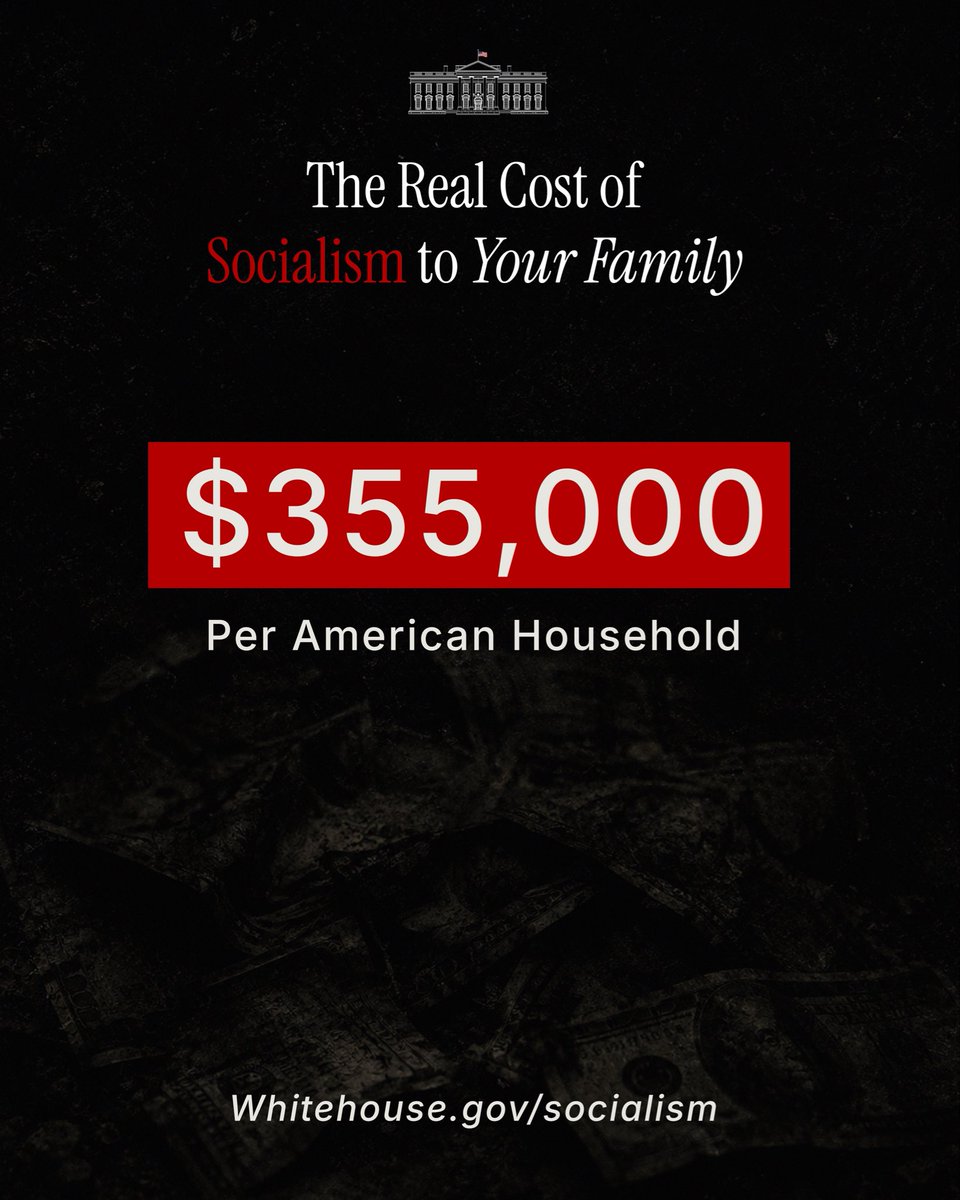 The Real Cost of
Socialism to Your Family
$355,000
Per American Household
Whitehouse.gov/socialism